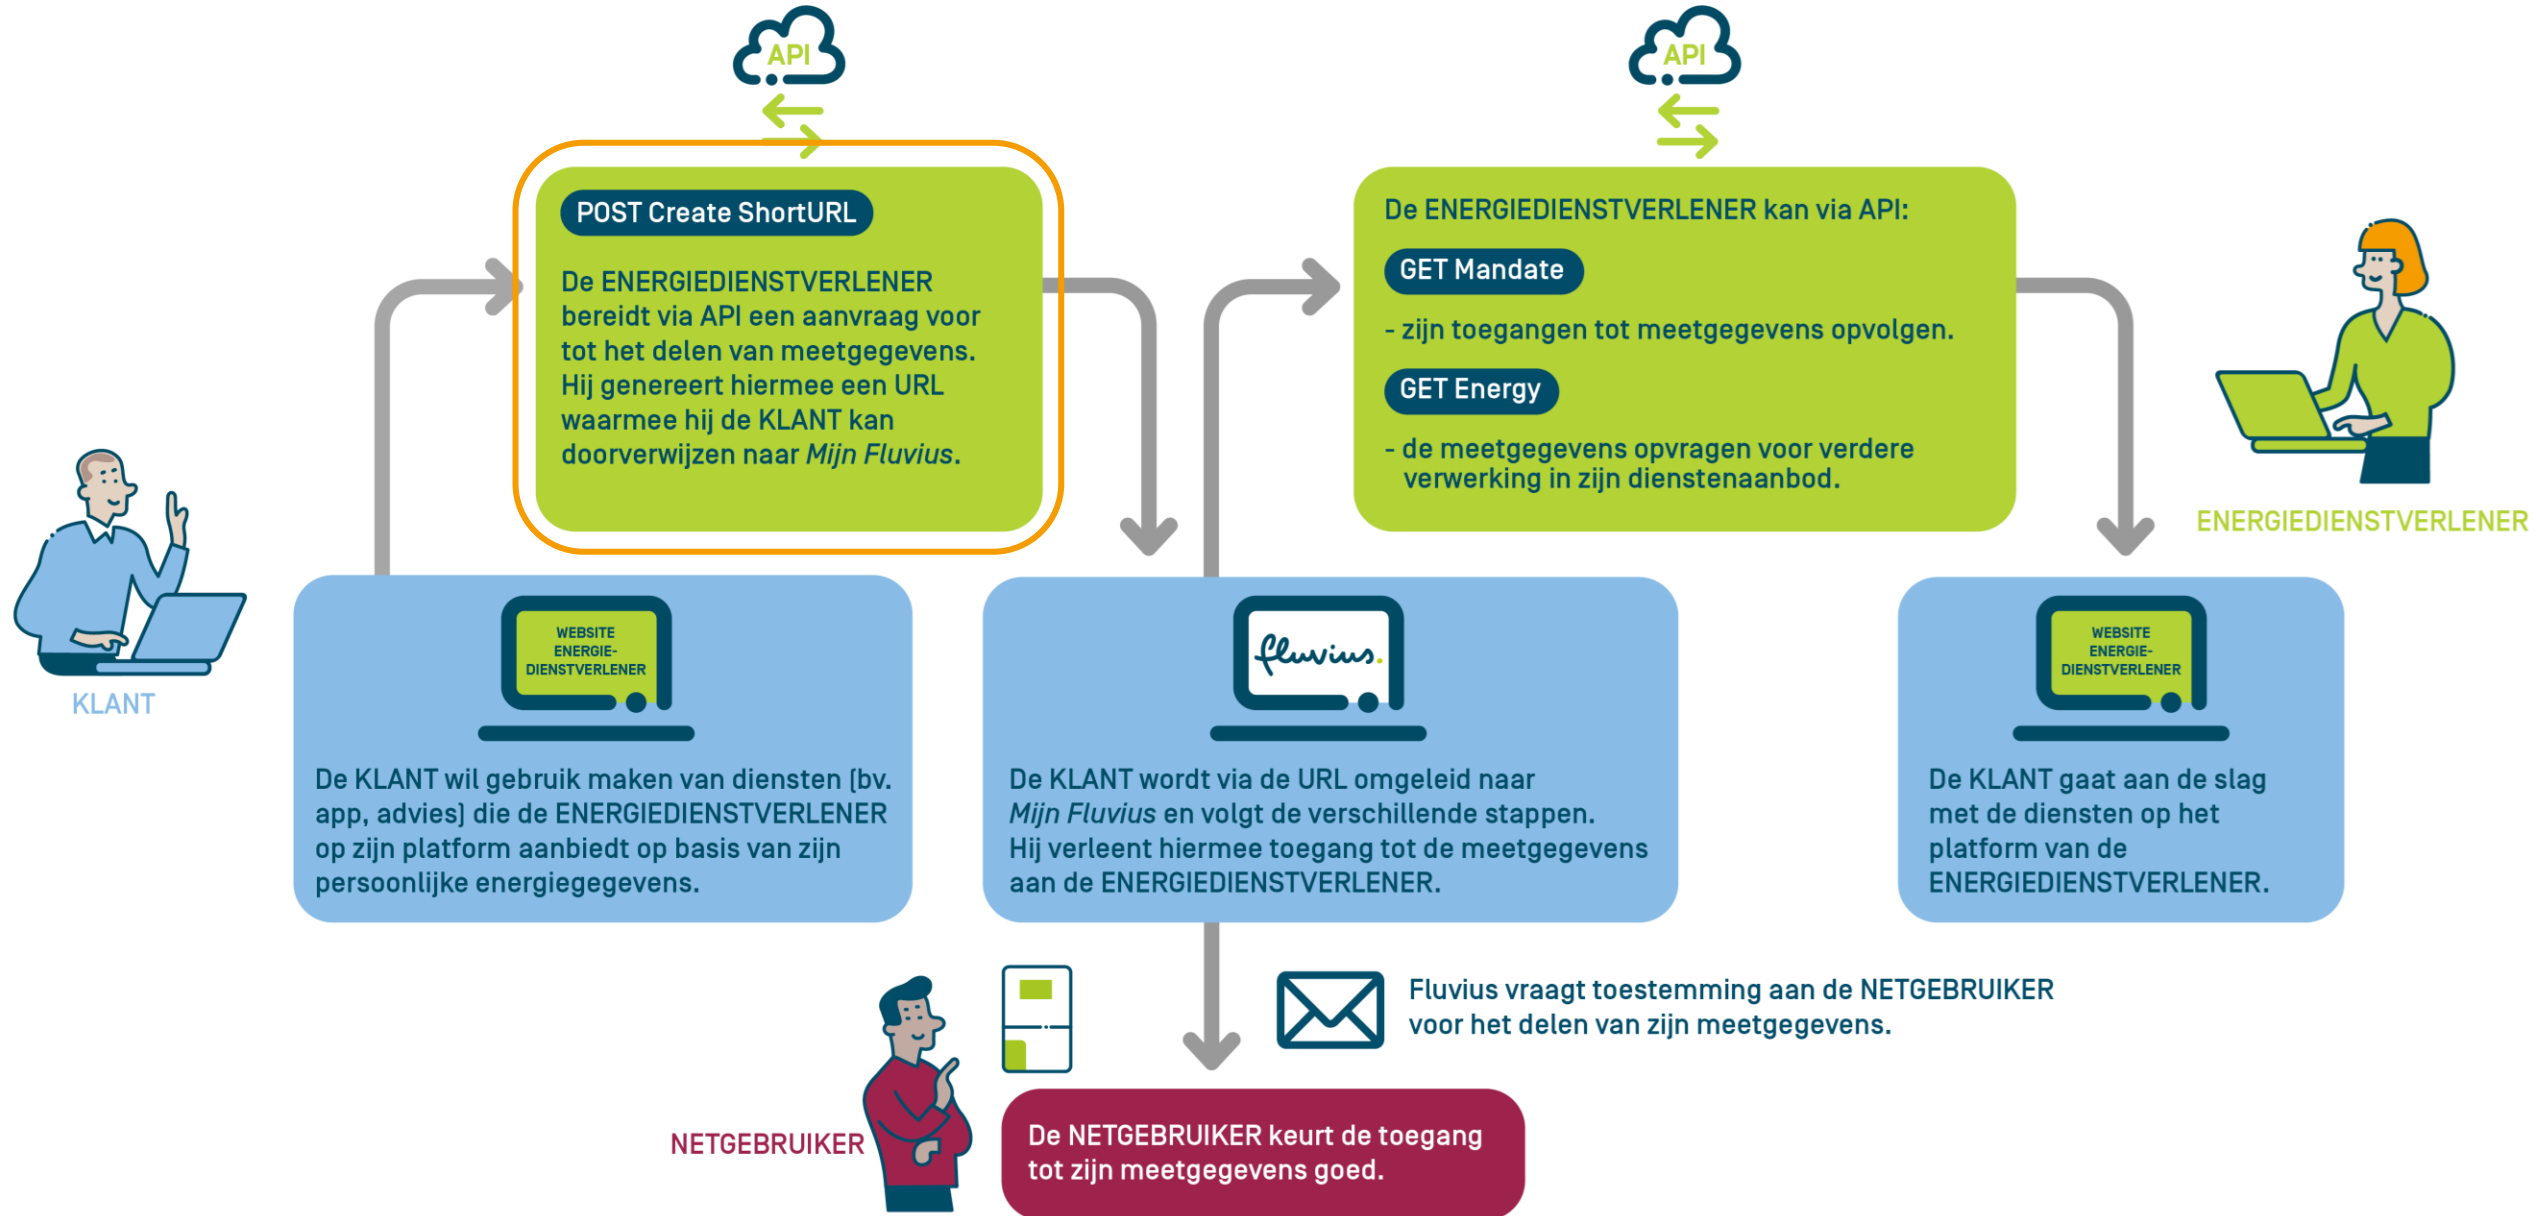 API
API
POST Create ShortURL
De ENERGIEDIENSTVERLENER
bereidt via API een aanvraag voor
tot het delen van meetgegevens.
Hij genereert hiermee een URL
waarmee hij de KLANT kan
doorverwijzen naar Mijn Fluvius.
De ENERGIEDIENSTVERLENER kan via API:
GET Mandate
- zijn toegangen tot meetgegevens opvolgen.
GET Energy
- de meetgegevens opvragen voor verdere
verwerking in zijn dienstenaanbod.
ENERGIEDIENSTVERLENER
KLANT
WEBSITE
ENERGIE-
DIENSTVERLENER
De KLANT wil gebruik maken van diensten (bv.
app, advies) die de ENERGIEDIENSTVERLENER
op zijn platform aanbiedt op basis van zijn
persoonlijke energiegegevens.
fluvius.
De KLANT wordt via de URL omgeleid naar
Mijn Fluvius en volgt de verschillende stappen.
Hij verleent hiermee toegang tot de meetgegevens
aan de ENERGIEDIENSTVERLENER.
WEBSITE
ENERGIE-
DIENSTVERLENER
De KLANT gaat aan de slag
met de diensten op het
platform van de
ENERGIEDIENSTVERLENER.
Fluvius vraagt toestemming aan de NETGEBRUIKER
voor het delen van zijn meetgegevens.
NETGEBRUIKER
De NETGEBRUIKER keurt de toegang
tot zijn meetgegevens goed.